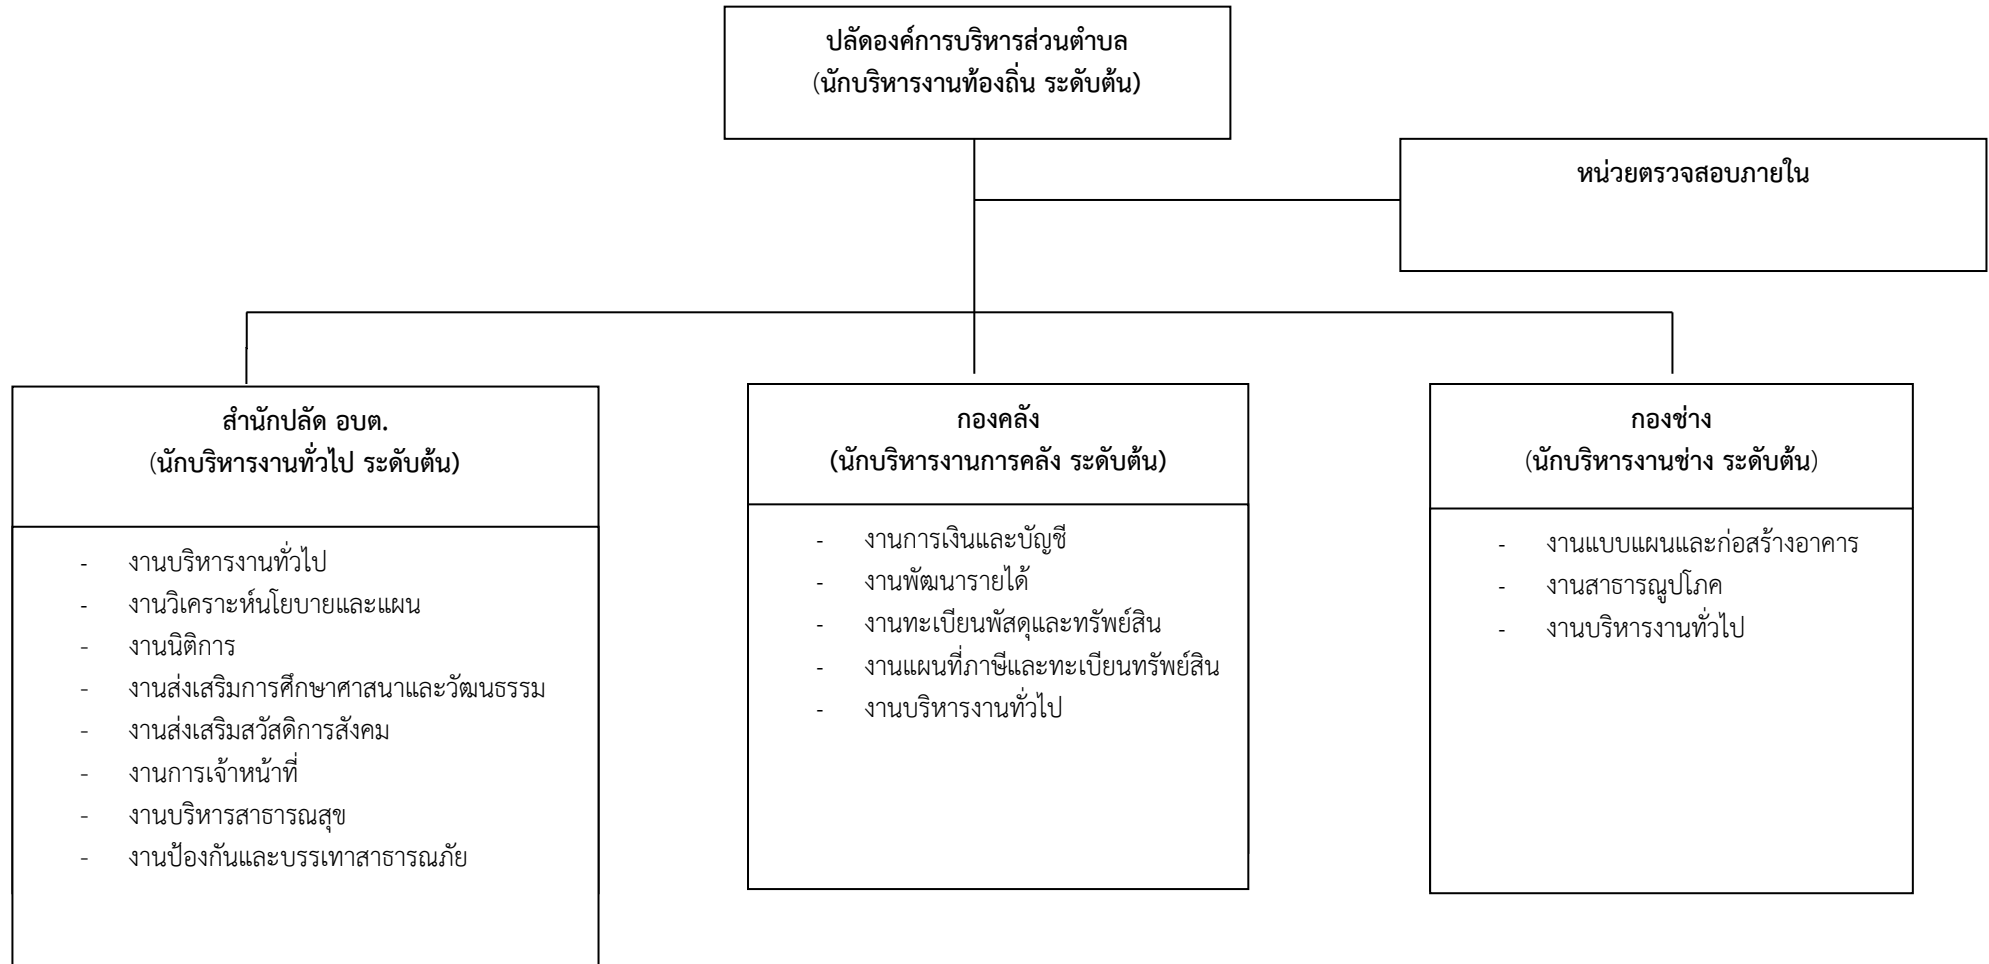 ปลัดองค์การบริหารส่วนตำบล
(นักบริหารงานท้องถิ่น ระดับต้น)
หน่วยตรวจสอบภายใน
สำนักปลัด อบต.
(นักบริหารงานทั่วไป ระดับต้น)
- งานบริหารงานทั่วไป
- งานวิเคราะห์นโยบายและแผน
- งานนิติการ
- งานส่งเสริมการศึกษาศาสนาและวัฒนธรรม
- งานส่งเสริมสวัสดิการสังคม
- งานการเจ้าหน้าที่
- งานบริหารสาธารณสุข
- งานป้องกันและบรรเทาสาธารณภัย
กองคลัง
(นักบริหารงานการคลัง ระดับต้น)
- งานการเงินและบัญชี
- งานพัฒนารายได้
- งานทะเบียนพัสดุและทรัพย์สิน
- งานแผนที่ภาษีและทะเบียนทรัพย์สิน
- งานบริหารงานทั่วไป
กองช่าง
(นักบริหารงานช่าง ระดับต้น)
- งานแบบแผนและก่อสร้างอาคาร
- งานสาธารณูปโภค
- งานบริหารงานทั่วไป